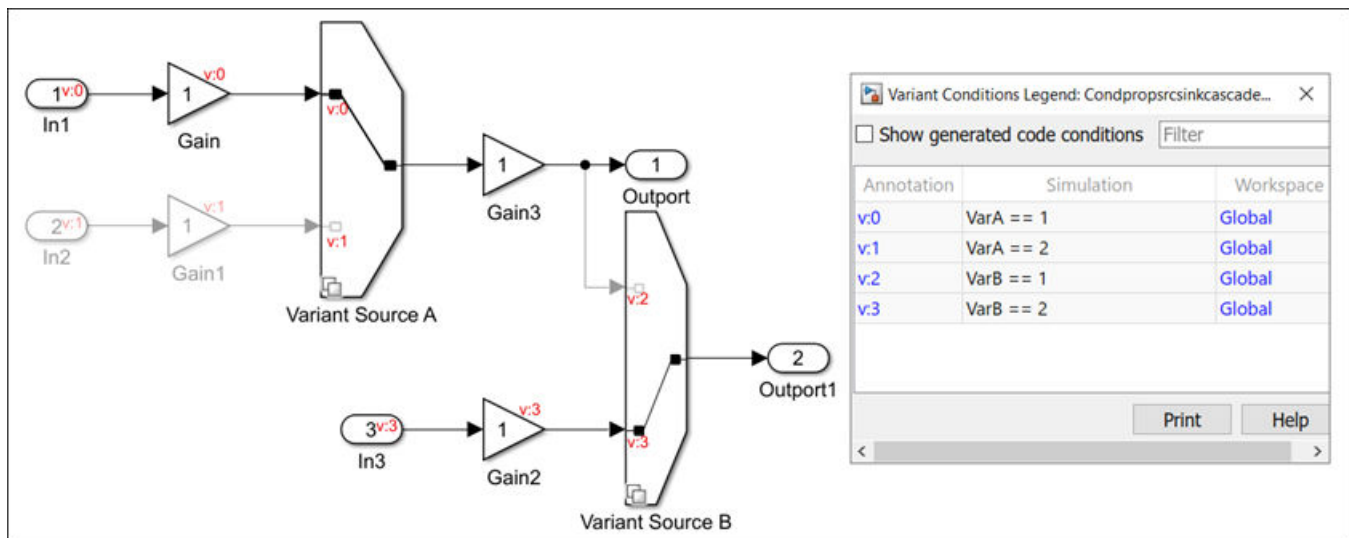 1 v:0
In1
1
v:0
Gain
v:0
2 v:1
In2
1
v:1
Gain1
v:1
Variant Source A
1
Gain3
1
Outport
v:2
3 v:3
In3
1
v:3
Gain2
v:3
Variant Source B
2
Outport1
Variant Conditions Legend: Condpropsrcsinkcascade...
Show generated code conditions Filter
Annotation Simulation Workspace
v:0 VarA == 1 Global
v:1 VarA == 2 Global
v:2 VarB == 1 Global
v:3 VarB == 2 Global
Print Help